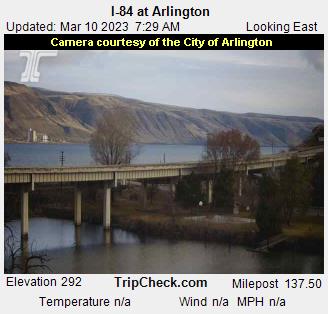 I-84 at Arlington
Updated: Mar 10 2023 7:29 AM Looking East
Camera courtesy of the City of Arlington
Elevation 292 TripCheck.com Milepost 137.50
Temperature n/a Wind n/a MPH n/a